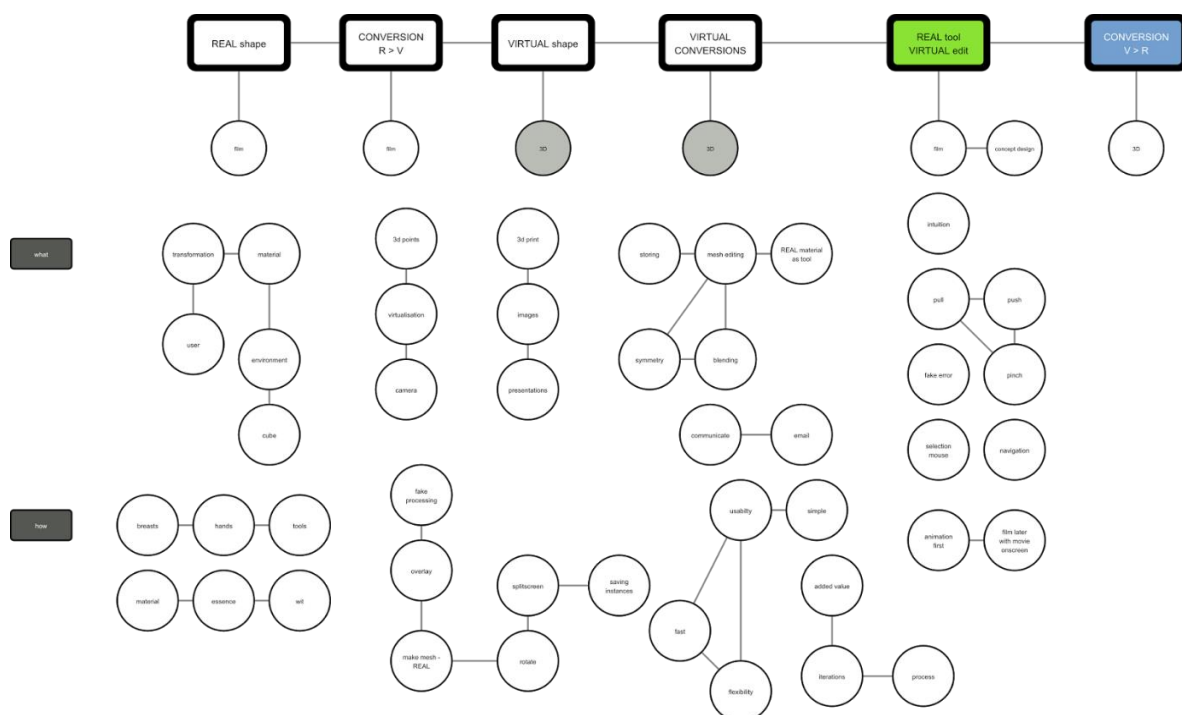 REAL shape
CONVERSION
R > V
VIRTUAL shape
VIRTUAL
CONVERSIONS
REAL tool
VIRTUAL edit
CONVERSION
V > R
film
film
3D
3D
film
concept design
3D
what
transformation
material
user
environment
cube
3d points
virtualisation
camera
3d print
images
presentations
storing
mesh editing
REAL material
as tool
symmetry
blending
communicate
email
intuition
pull
push
fake error
pinch
selection
mouse
navigation
how
breasts
hands
tools
material
essence
wit
fake
processing
overlay
make mesh -
REAL
rotate
splitscreen
saving
instances
usabilty
simple
fast
flexibility
added value
iterations
process
animation
first
film later
with movie
onscreen